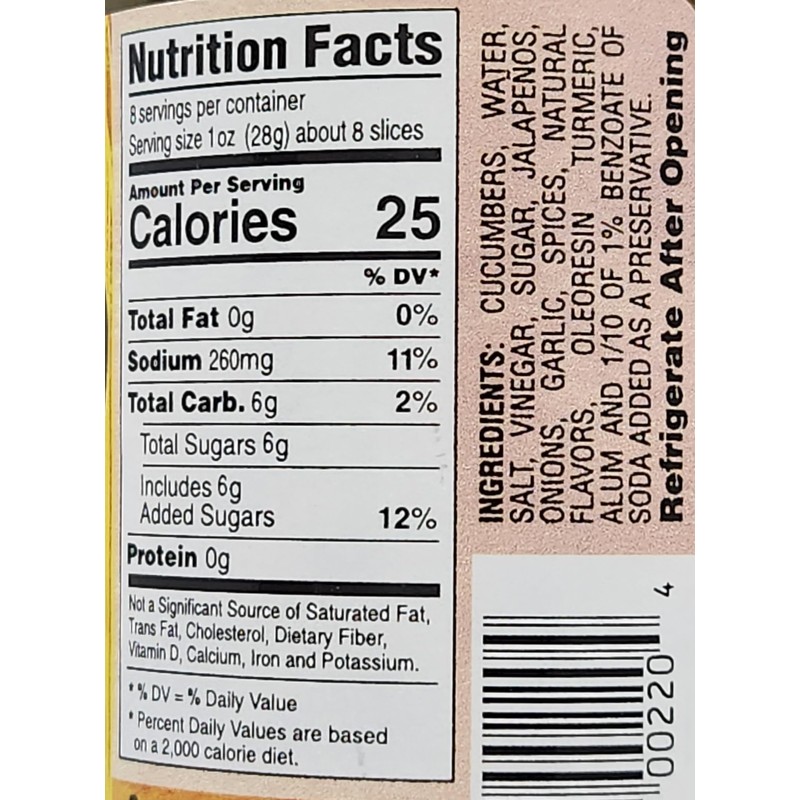 Nutrition Facts
8 servings per container
Serving size 1 oz (28g) about 8 slices
Amount Per Serving
Calories 25
% DV*
Total Fat 0g 0%
Sodium 260mg 11%
Total Carb. 6g 2%
Total Sugars 6g
Includes 6g
Added Sugars 12%
Protein 0g
Not a Significant Source of Saturated Fat,
Trans Fat, Cholesterol, Dietary Fiber,
Vitamin D, Calcium, Iron and Potassium.
* % DV = % Daily Value
* Percent Daily Values are based
on a 2,000 calorie diet.
INGREDIENTS: CUCUMBERS, WATER,
SALT, VINEGAR, SUGAR, JALAPENOS,
ONIONS, GARLIC, SPICES, NATURAL
FLAVORS, OLEORESIN TURMERIC,
ALUM AND 1/10 OF 1% BENZOATE OF
SODA ADDED AS A PRESERVATIVE.
Refrigerate After Opening
00220 4